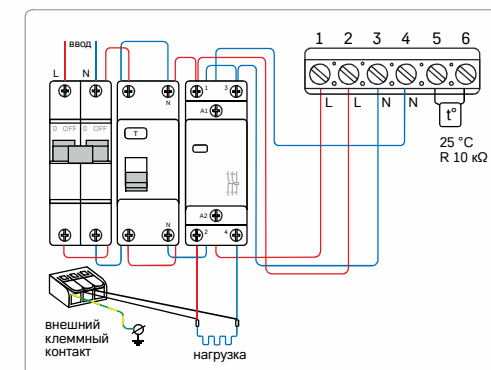 ввод
L N
1 2 3 4 5 6
L L N N
t°
25 °C
R 10 кΩ
N
1 3
A1
0 OFF 0 OFF
T
A2
N
2 4
внешний
клеммный
контакт
нагрузка